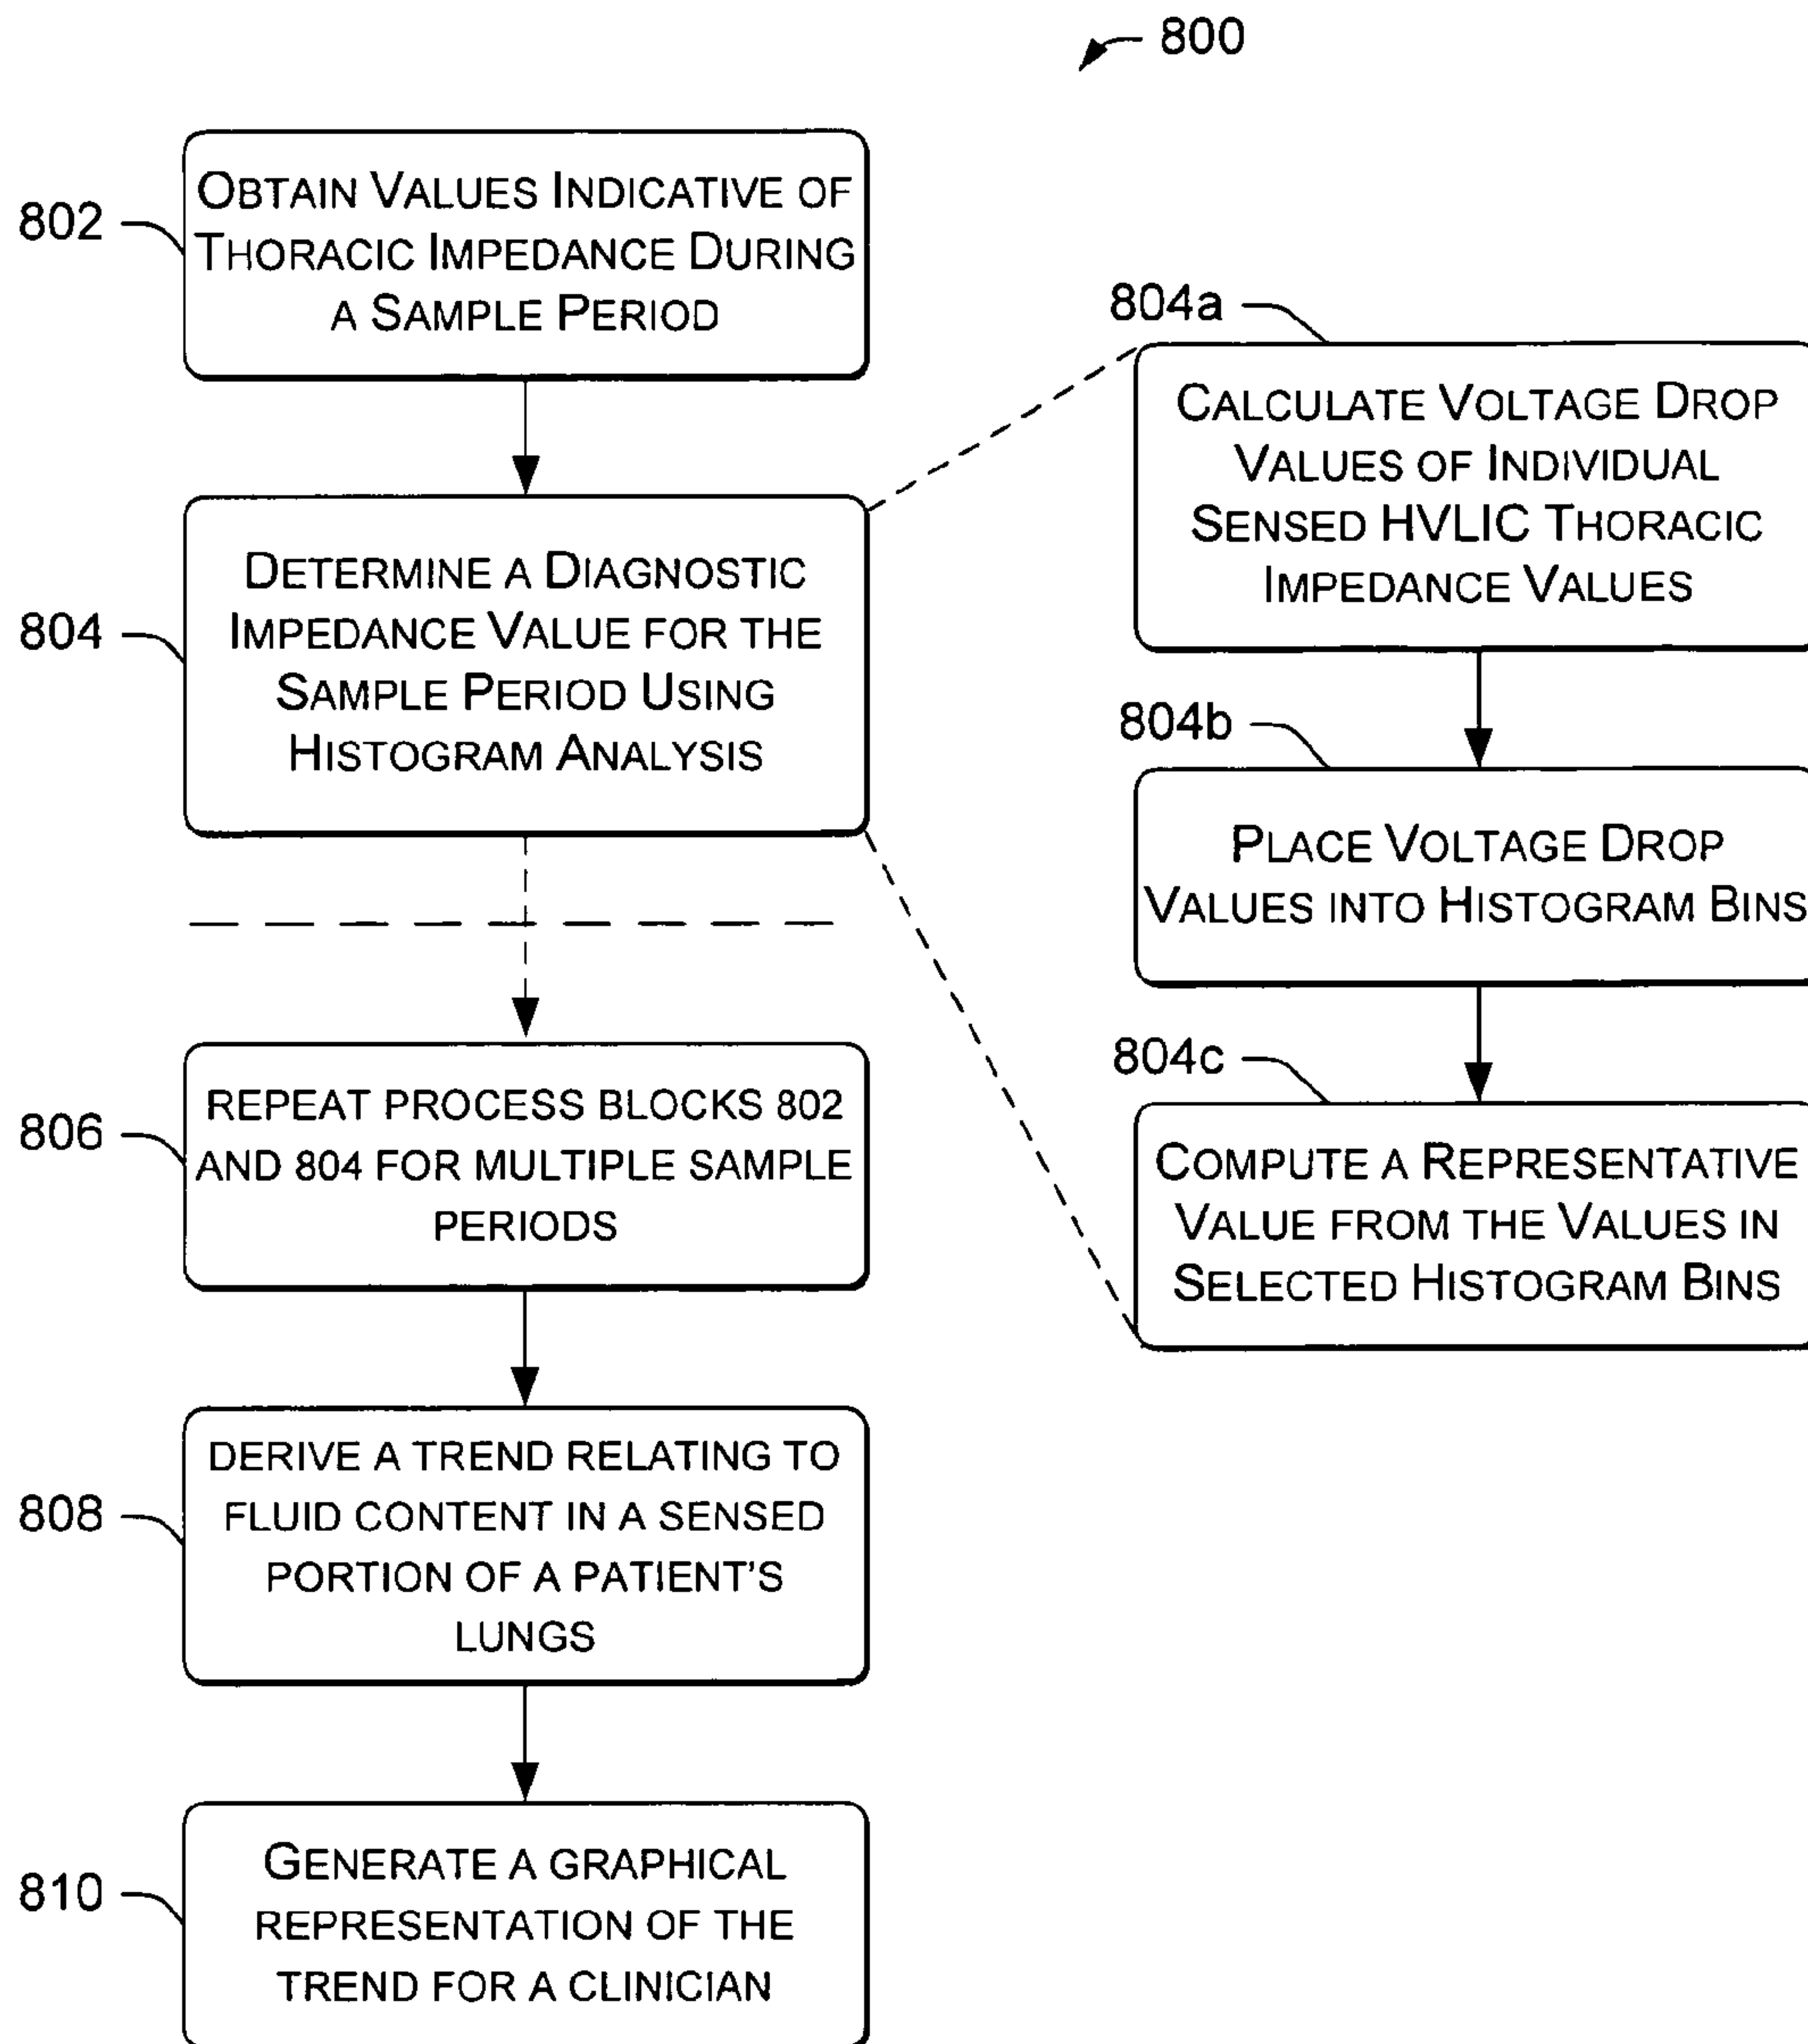 800
802
OBTAIN VALUES INDICATIVE OF
THORACIC IMPEDANCE DURING
A SAMPLE PERIOD
804
DETERMINE A DIAGNOSTIC
IMPEDANCE VALUE FOR THE
SAMPLE PERIOD USING
HISTOGRAM ANALYSIS
804a
CALCULATE VOLTAGE DROP
VALUES OF INDIVIDUAL
SENSED HVLIC THORACIC
IMPEDANCE VALUES
804b
PLACE VOLTAGE DROP
VALUES INTO HISTOGRAM BINS
804c
COMPUTE A REPRESENTATIVE
VALUE FROM THE VALUES IN
SELECTED HISTOGRAM BINS
806
REPEAT PROCESS BLOCKS 802
AND 804 FOR MULTIPLE SAMPLE
PERIODS
808
DERIVE A TREND RELATING TO
FLUID CONTENT IN A SENSED
PORTION OF A PATIENT'S
LUNGS
810
GENERATE A GRAPHICAL
REPRESENTATION OF THE
TREND FOR A CLINICIAN